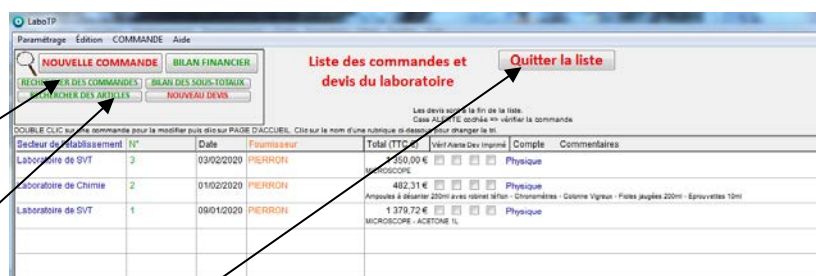 LaboTP
Paramétrage Édition COMMANDE Aide
NOUVELLE COMMANDE BILAN FINANCIER
RECHERCHER DES COMMANDES BILAN DES SOUS-TOTAUX
RECHERCHER DES ARTICLES NOUVEAU DEVIS
Liste des commandes et
devis du laboratoire
Quitter la liste
Les devis sont à la fin de la liste.
Case ALERTE cochée => vérifier la commande
DOUBLE CLIC sur une commande pour la modifier puis clic sur PAGE D'ACCUEIL. Clic sur le nom d'une rubrique ci-dessous pour changer le tri.
Secteur de l'établissement N° Date Fournisseur Total (TTC €) Vérif Alerte Dev Imprimé Compte Commentaires
Laboratoire de SVT 3 03/02/2020 PIERRON 1 350,00 € Physique
MICROSCOPE
Laboratoire de Chimie 2 01/02/2020 PIERRON 482,31 € Physique
Ampoules à décanter 250ml avec robinet téflon - Chronomètres - Colonne Vigreux - Fioles jaugées 200ml - Eprouvettes 10ml
Laboratoire de SVT 1 09/01/2020 PIERRON 1 379,72 € Physique
MICROSCOPE - ACETONE 1L